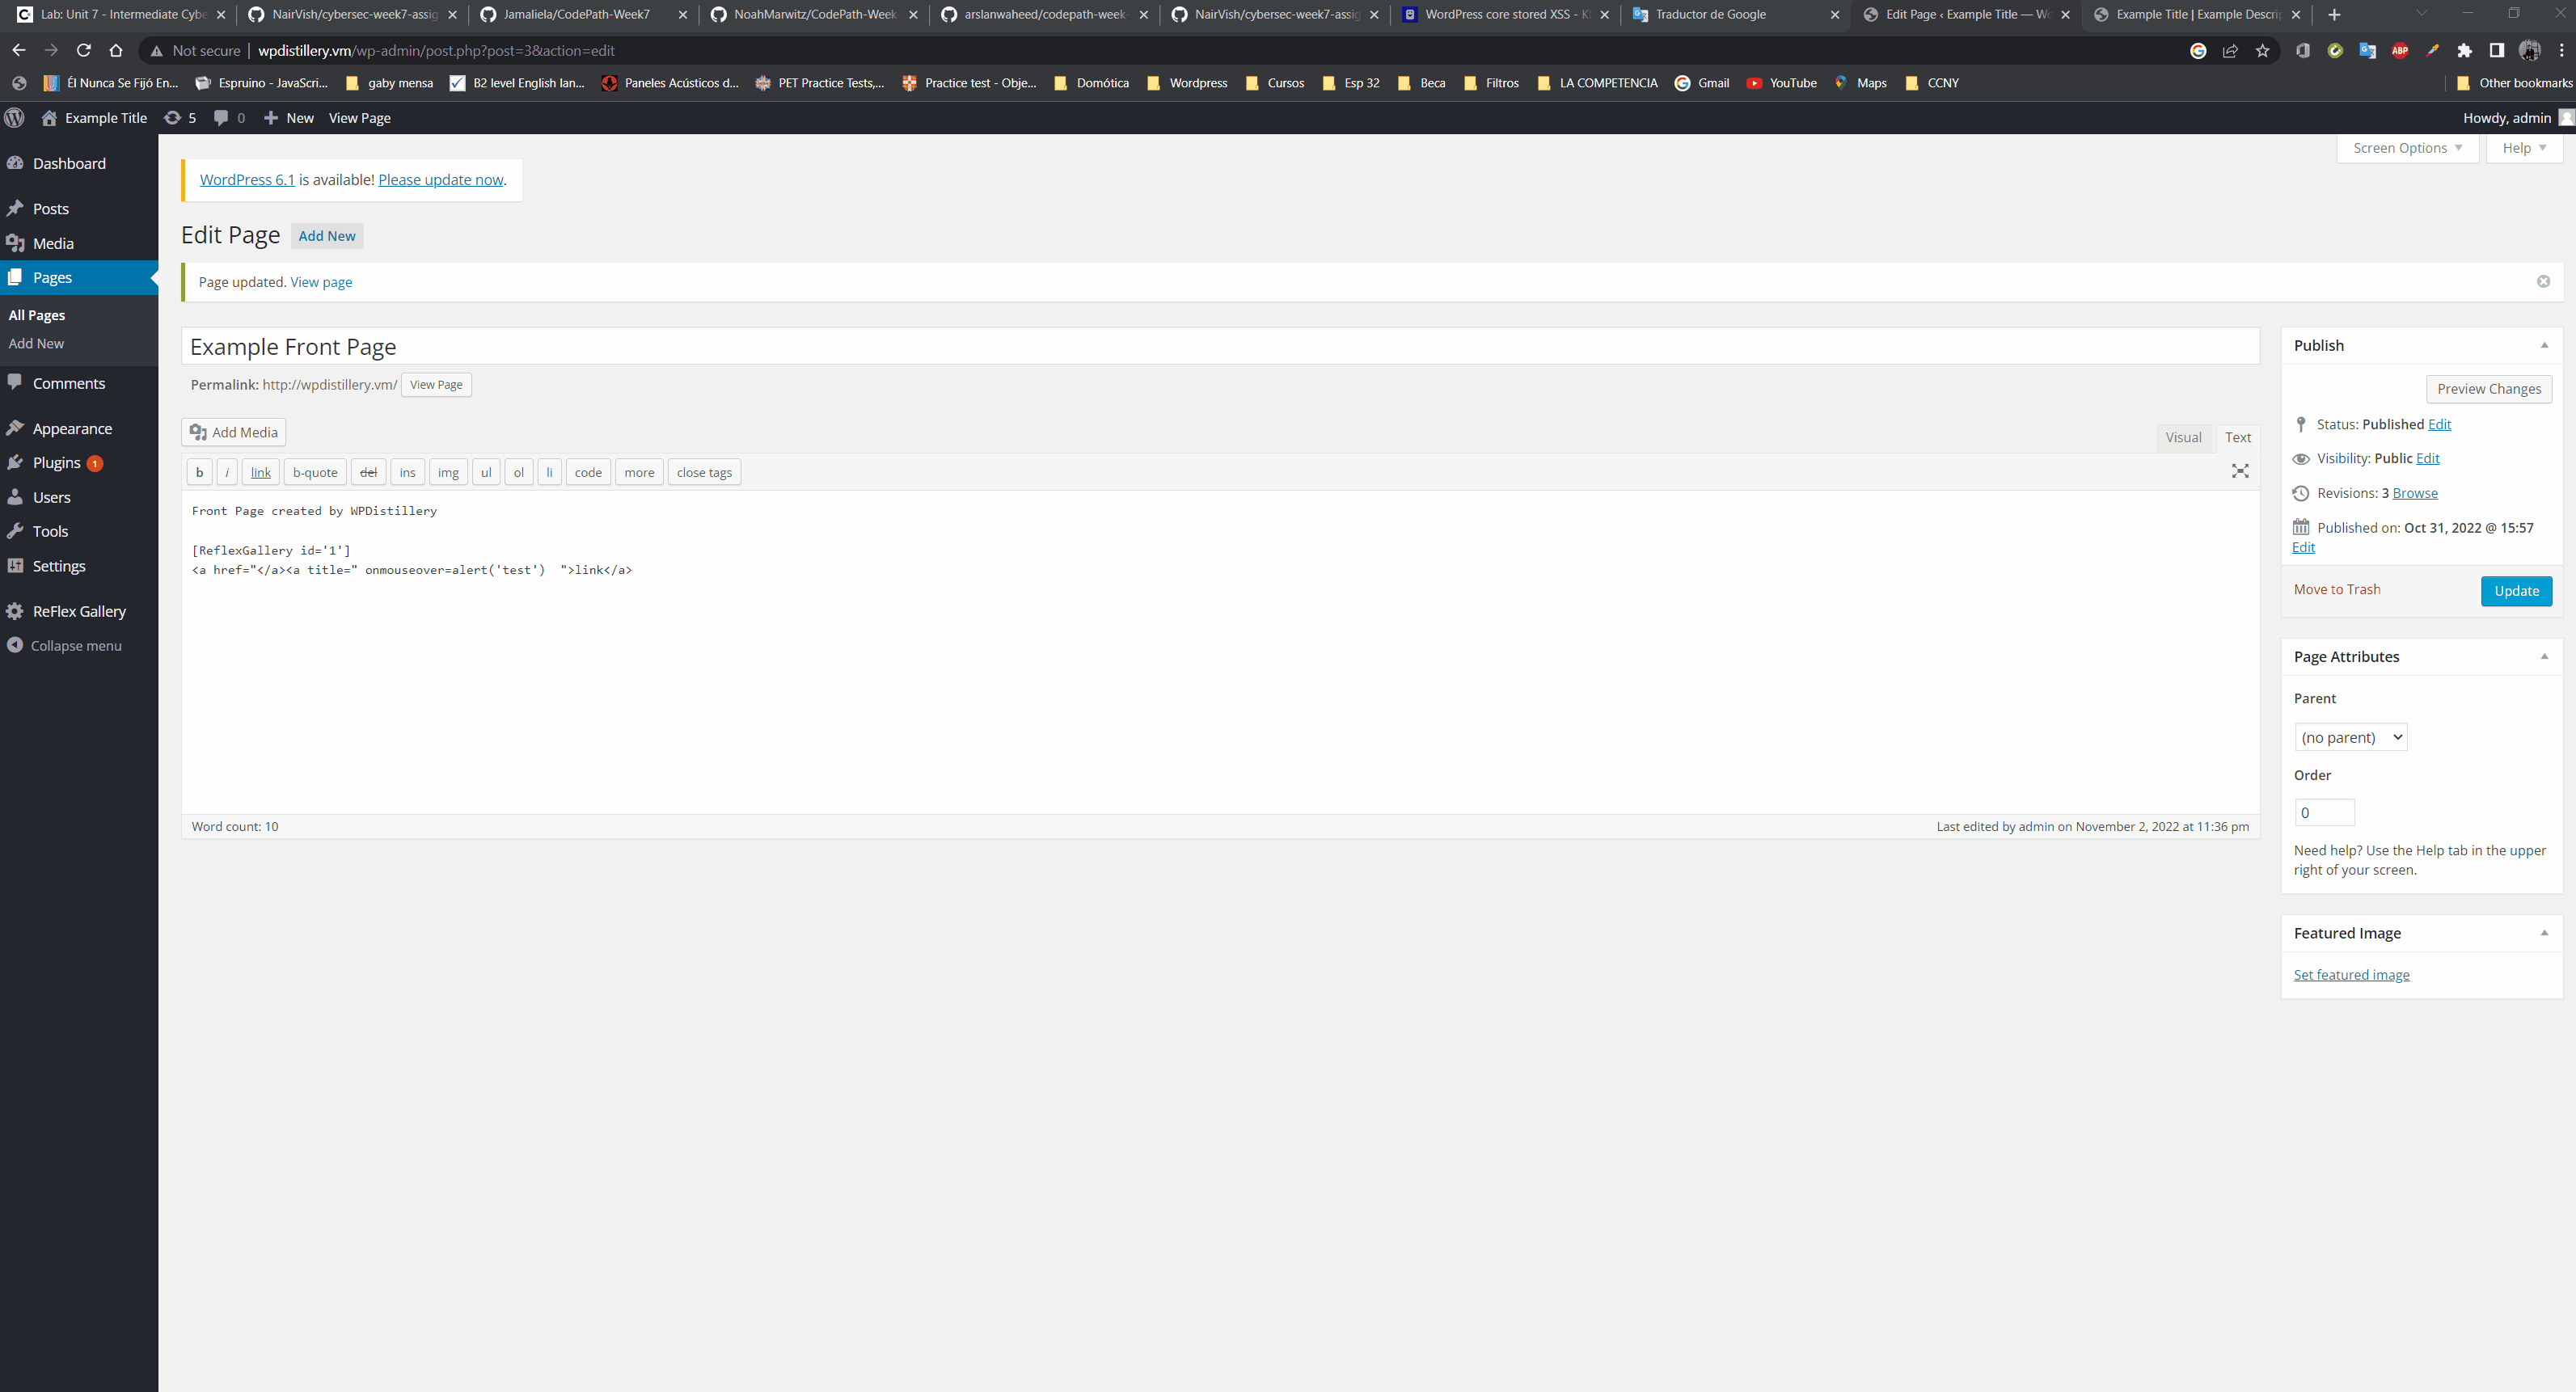 Lab: Unit 7 - Intermediate Cybe
NairVish/cybersec-week7-assig
Jamaliela/CodePath-Week7
NoahMarwitz/CodePath-Week
arslanwaheed/codepath-week-
NairVish/cybersec-week7-assig
WordPress core stored XSS - K
Traductor de Google
Edit Page ‹ Example Title — Wo
Example Title | Example Descrip
Not secure | wpdistillery.vm/wp-admin/post.php?post=3&action=edit
Él Nunca Se Fijó En...
Espruino - JavaScri...
gaby mensa
B2 level English lan...
Paneles Acústicos d...
PET Practice Tests,...
Practice test - Obje...
Domótica
Wordpress
Cursos
Esp 32
Beca
Filtros
LA COMPETENCIA
Gmail
YouTube
Maps
CCNY
Other bookmarks
Example Title
5
0
New
View Page
Howdy, admin
Dashboard
Posts
Media
Pages
All Pages
Add New
Comments
Appearance
Plugins 1
Users
Tools
Settings
ReFlex Gallery
Collapse menu
Screen Options
Help
WordPress 6.1 is available! Please update now.
Edit Page Add New
Page updated. View page
Example Front Page
Permalink: http://wpdistillery.vm/ View Page
Add Media
Visual Text
b i link b-quote del ins img ul ol li code more close tags
Front Page created by WPDistillery
[ReflexGallery id='1']
<a href="</a><a title=" onmouseover=alert('test')  ">link</a>
Word count: 10
Last edited by admin on November 2, 2022 at 11:36 pm
Publish
Preview Changes
Status: Published Edit
Visibility: Public Edit
Revisions: 3 Browse
Published on: Oct 31, 2022 @ 15:57
Edit
Move to Trash
Update
Page Attributes
Parent
(no parent)
Order
0
Need help? Use the Help tab in the upper
right of your screen.
Featured Image
Set featured image
ABP